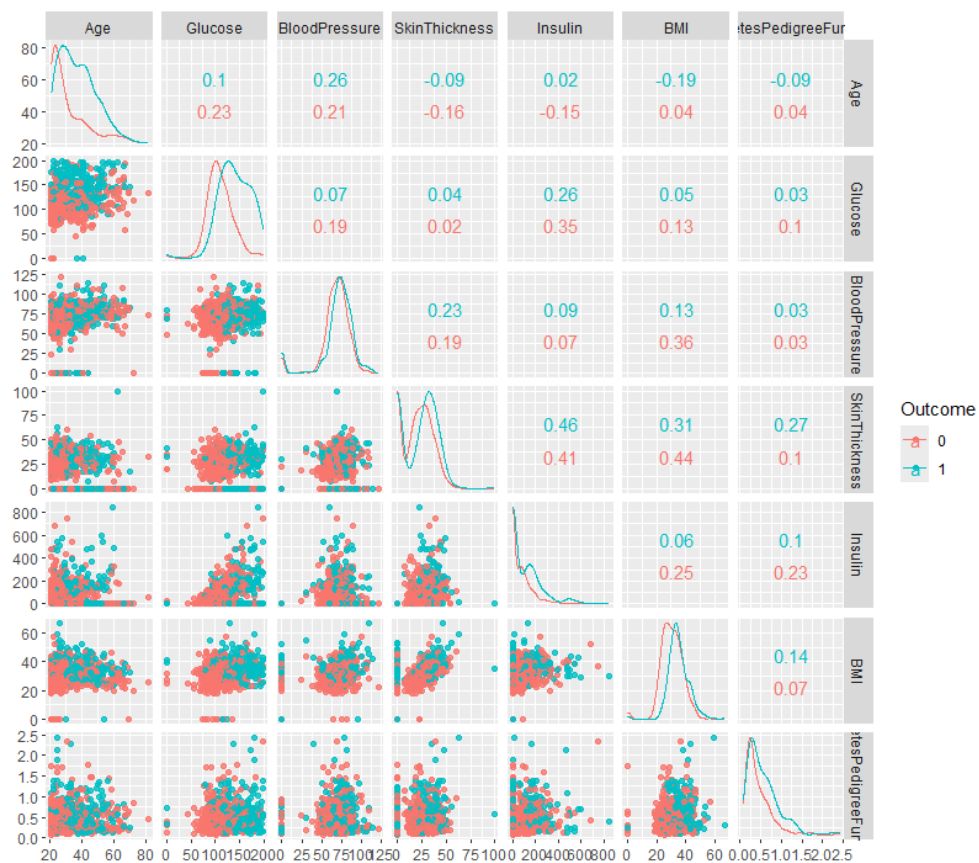 Age Glucose BloodPressure SkinThickness Insulin BMI etesPedigreeFur
80
60
40
20
0.1 0.26 -0.09 0.02 -0.19 -0.09
0.23 0.21 -0.16 -0.15 0.04 0.04
Age
200
150
100
50
0
0.07 0.04 0.26 0.05 0.03
0.19 0.02 0.35 0.13 0.1
Glucose
125
100
75
50
25
0
0.23 0.09 0.13 0.03
0.19 0.07 0.36 0.03
BloodPressure
100
75
50
25
0
0.46 0.31 0.27
0.41 0.44 0.1
SkinThickness
Outcome
a 0
a 1
800
600
400
200
0
0.06 0.1
0.25 0.23
Insulin
60
40
20
0
0.14
0.07
BMI
2.5
2.0
1.5
1.0
0.5
0.0
etesPedigreeFur
20 40 60 80 0 50 100 150 200 0 25 50 75 100 125 0 25 50 75 100 0 200 400 600 800 0 20 40 60 0.0 0.5 1.0 1.5 2.0 2.5